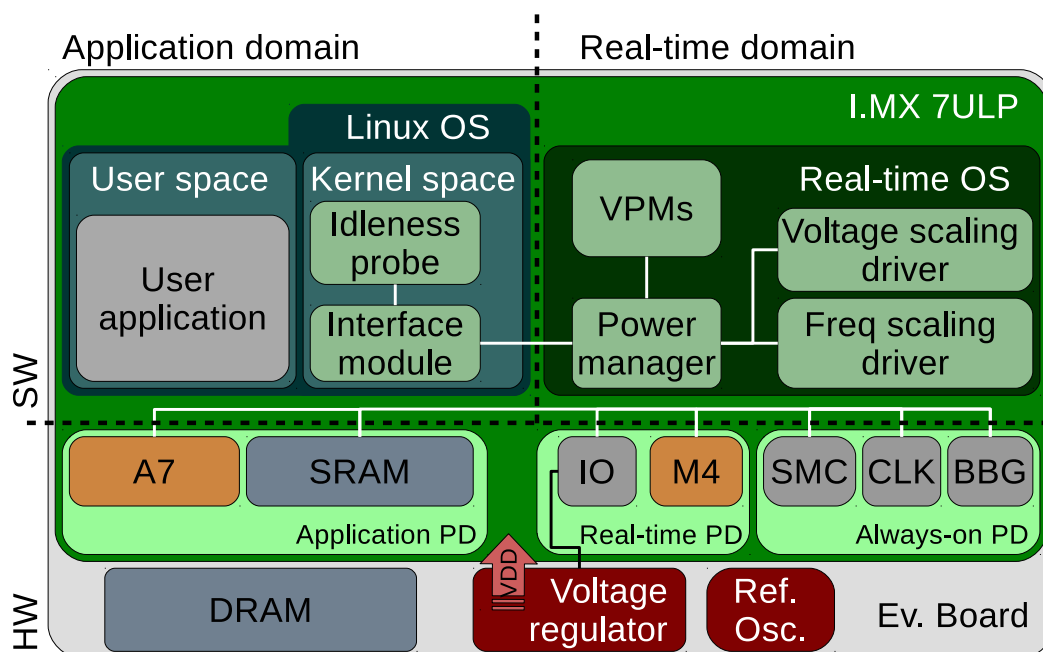 Application domain
Real-time domain
I.MX 7ULP
Linux OS
User space
Kernel space
Real-time OS
User
application
Idleness
probe
Interface
module
VPMs
Power
manager
Voltage scaling
driver
Freq scaling
driver
SW
A7
SRAM
Application PD
IO
M4
Real-time PD
SMC
CLK
BBG
Always-on PD
HW
DRAM
VDD
Voltage
regulator
Ref.
Osc.
Ev. Board